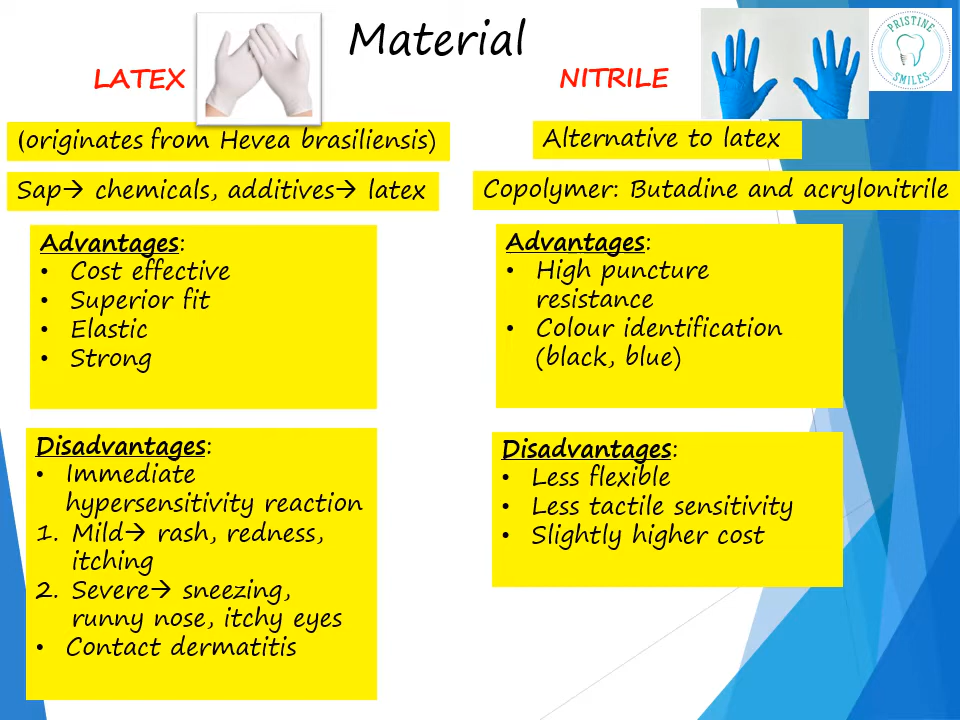 Material
LATEX
(originates from Hevea brasiliensis)
Sap→ chemicals, additives→ latex
Advantages:
• Cost effective
• Superior fit
• Elastic
• Strong
Disadvantages:
• Immediate
hypersensitivity reaction
1. Mild→ rash, redness,
itching
2. Severe→ sneezing,
runny nose, itchy eyes
• Contact dermatitis
NITRILE
PRISTINE
SMILES
Alternative to latex
Copolymer: Butadine and acrylonitrile
Advantages:
• High puncture
resistance
• Colour identification
(black, blue)
Disadvantages:
• Less flexible
• Less tactile sensitivity
• Slightly higher cost